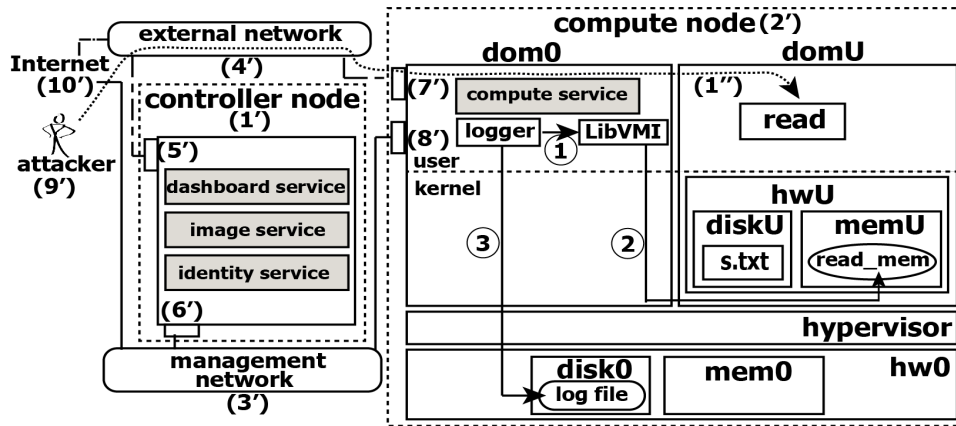 external network
(4′)
Internet
(10′)
attacker
(9′)
controller node
(1′)
(5′)
dashboard service
image service
identity service
(6′)
management
network
(3′)
compute node (2′)
dom0
(7′)
compute service
(8′)
logger
1
LibVMI
user
kernel
3
2
domU
(1″)
read
hwU
diskU
s.txt
memU
read_mem
hypervisor
disk0
log file
mem0
hw0